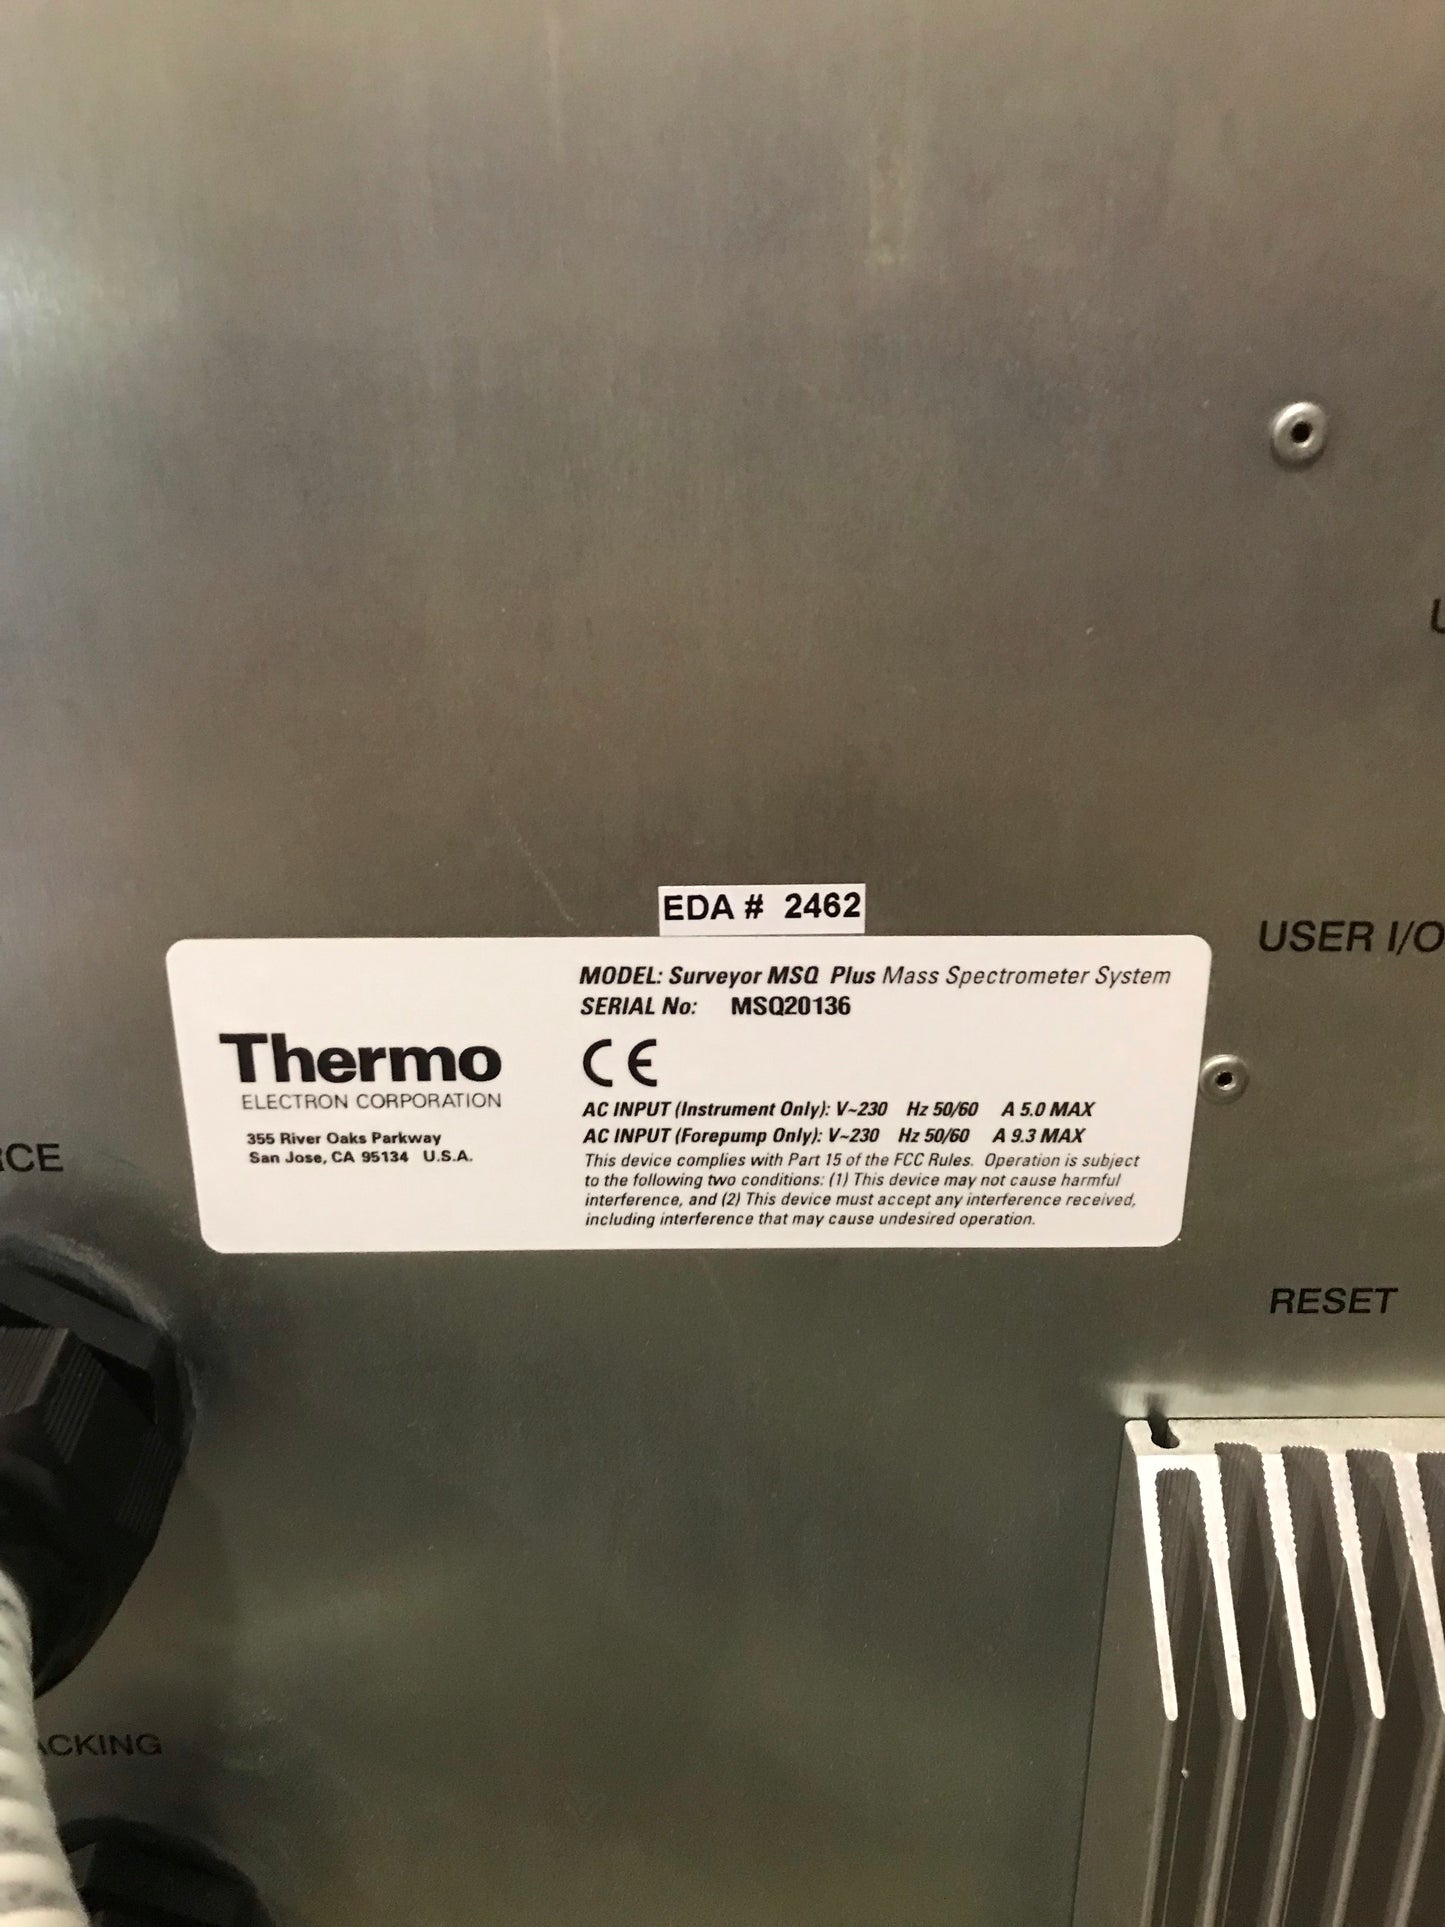 EDA # 2462
MODEL: Surveyor MSQ Plus Mass Spectrometer System
SERIAL No: MSQ20136
Thermo
ELECTRON CORPORATION
355 River Oaks Parkway
San Jose, CA 95134 U.S.A.
CE
AC INPUT (Instrument Only): V~230 Hz 50/60 A 5.0 MAX
AC INPUT (Forepump Only): V~230 Hz 50/60 A 9.3 MAX
This device complies with Part 15 of the FCC Rules. Operation is subject
to the following two conditions: (1) This device may not cause harmful
interference, and (2) This device must accept any interference received,
including interference that may cause undesired operation.
USER I/O
RESET